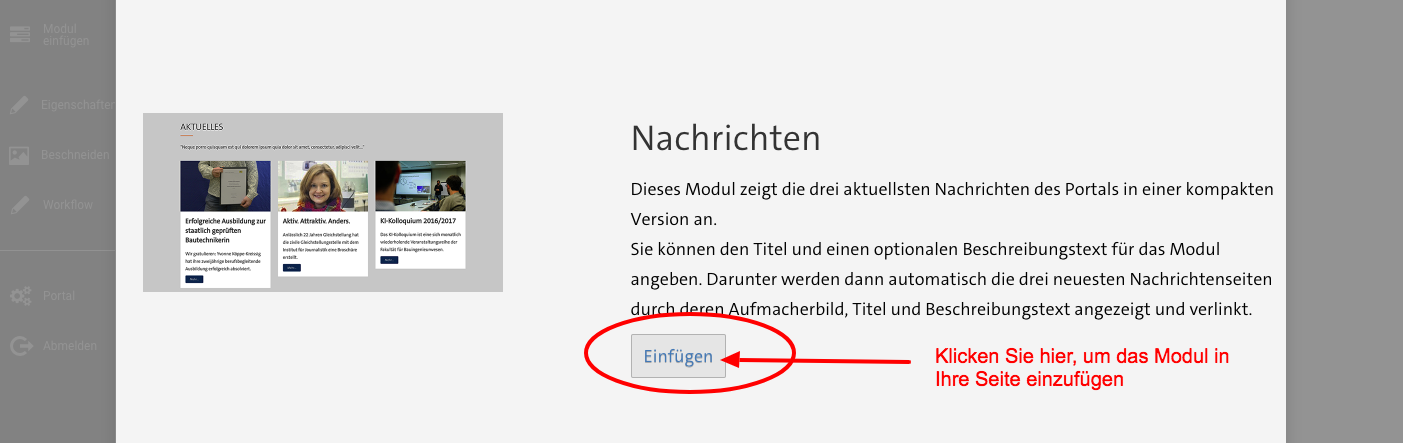 Modul
einfügen
Eigenschaften
Beschneiden
Workflow
Portal
Abmelden
AKTUELLES
"Neque porro quisquam est qui dolorem ipsum quia dolor sit amet, consectetur, adipisci velit..."
Erfolgreiche Ausbildung zur
staatlich geprüften
Bautechnikerin
Wir gratulieren: Yvonne Käppe-Kreissig
hat ihre zweijährige berufsbegleitende
Ausbildung erfolgreich absolviert.
Aktiv. Attraktiv. Anders.
Anlässlich 22 Jahren Gleichstellung hat
die zivile Gleichstellungsstelle mit dem
Institut für Journalistik eine Broschüre
erstellt.
KI-Kolloquium 2016/2017
Das KI-Kolloquium ist eine sich monatlich
wiederholende Veranstaltungsreihe der
Fakultät für Bauingenieurwesen.
Nachrichten
Dieses Modul zeigt die drei aktuellsten Nachrichten des Portals in einer kompakten
Version an.
Sie können den Titel und einen optionalen Beschreibungstext für das Modul
angeben. Darunter werden dann automatisch die drei neuesten Nachrichtenseiten
durch deren Aufmacherbild, Titel und Beschreibungstext angezeigt und verlinkt.
Einfügen
Klicken Sie hier, um das Modul in
Ihre Seite einzufügen